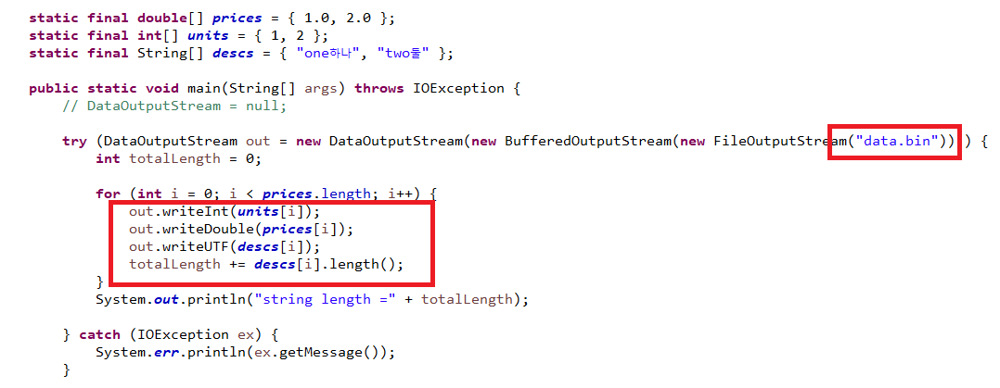 static final double[] prices = { 1.0, 2.0 };
static final int[] units = { 1, 2 };
static final String[] descs = { "one하나", "two둘" };
public static void main(String[] args) throws IOException {
// DataOutputStream = null;
try (DataOutputStream out = new DataOutputStream(new BufferedOutputStream(new FileOutputStream("data.bin")) ) {
int totalLength = 0;
for (int i = 0; i < prices.length; i++) {
out.writeInt(units[i]);
out.writeDouble(prices[i]);
out.writeUTF(descs[i]);
totalLength += descs[i].length();
}
System.out.println("string length =" + totalLength);
} catch (IOException ex) {
System.err.println(ex.getMessage());
}